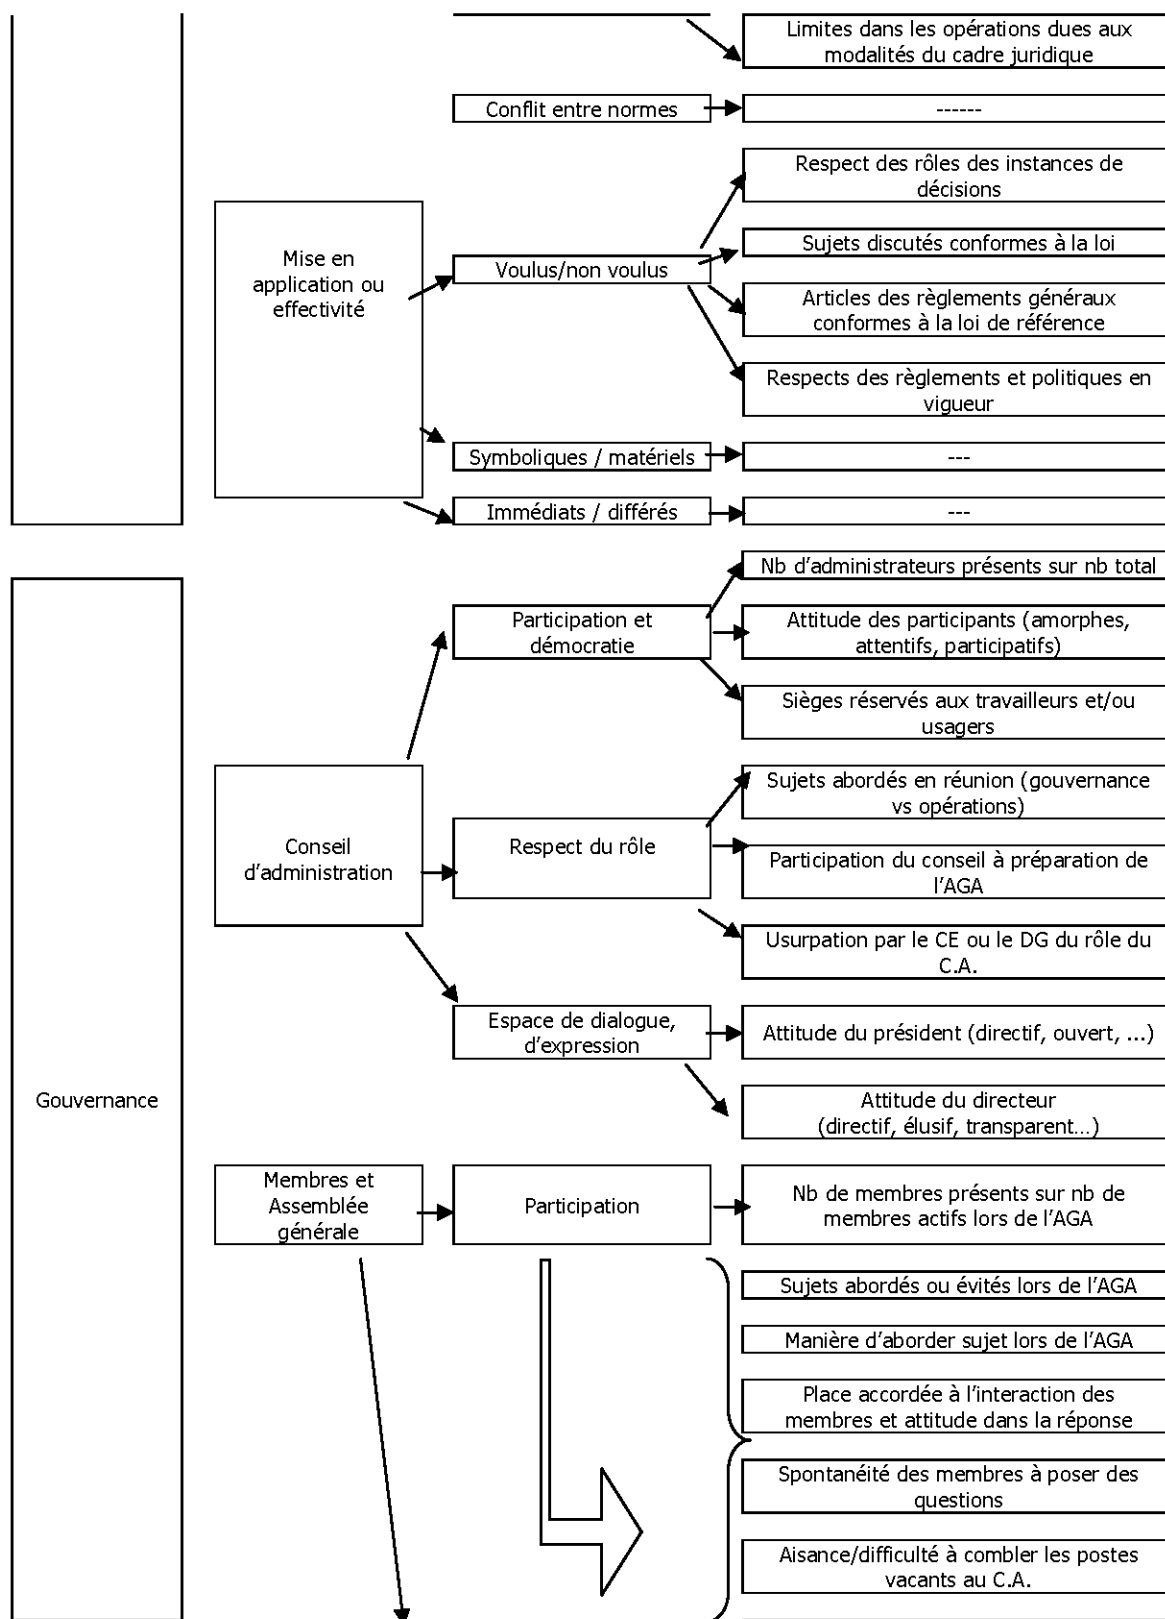 Limites dans les opérations dues aux
modalités du cadre juridique
Conflit entre normes
------
Mise en
application ou
effectivité
Voulus/non voulus
Respect des rôles des instances de
décisions
Sujets discutés conformes à la loi
Articles des règlements généraux
conformes à la loi de référence
Respects des règlements et politiques en
vigueur
Symboliques / matériels
---
Immédiats / différés
---
Gouvernance
Conseil
d'administration
Participation et
démocratie
Nb d'administrateurs présents sur nb total
Attitude des participants (amorphes,
attentifs, participatifs)
Sièges réservés aux travailleurs et/ou
usagers
Respect du rôle
Sujets abordés en réunion (gouvernance
vs opérations)
Participation du conseil à préparation de
l'AGA
Usurpation par le CE ou le DG du rôle du
C.A.
Espace de dialogue,
d'expression
Attitude du président (directif, ouvert, ...)
Attitude du directeur
(directif, élusif, transparent...)
Membres et
Assemblée
générale
Participation
Nb de membres présents sur nb de
membres actifs lors de l'AGA
Sujets abordés ou évités lors de l'AGA
Manière d'aborder sujet lors de l'AGA
Place accordée à l'interaction des
membres et attitude dans la réponse
Spontanéité des membres à poser des
questions
Aisance/difficulté à combler les postes
vacants au C.A.